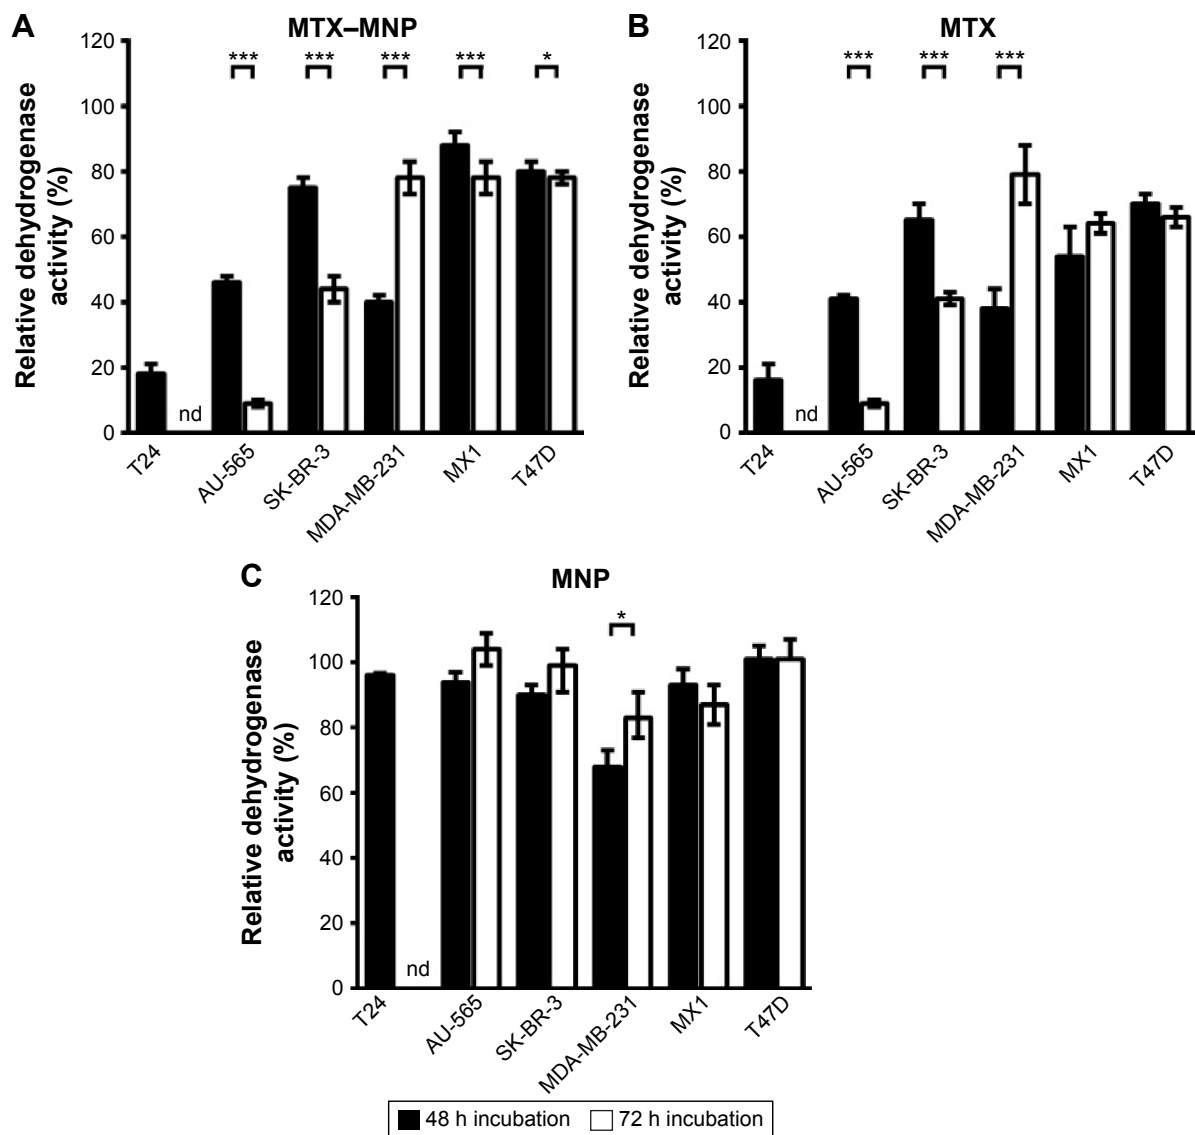 A
MTX–MNP
Relative dehydrogenase
activity (%)
120
100
80
60
40
20
0
***
***
***
***
*
nd
T24
AU-565
SK-BR-3
MDA-MB-231
MX1
T47D
B
MTX
Relative dehydrogenase
activity (%)
120
100
80
60
40
20
0
***
***
***
nd
T24
AU-565
SK-BR-3
MDA-MB-231
MX1
T47D
C
MNP
Relative dehydrogenase
activity (%)
120
100
80
60
40
20
0
*
nd
T24
AU-565
SK-BR-3
MDA-MB-231
MX1
T47D
48 h incubation
72 h incubation